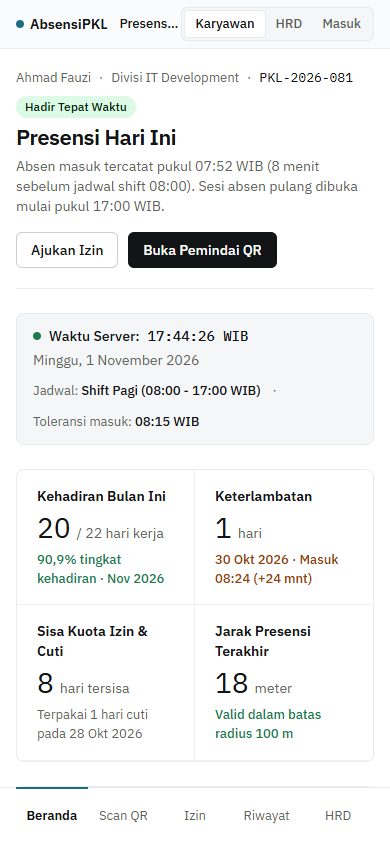 AbsensiPKL Presens... Karyawan HRD Masuk
Ahmad Fauzi · Divisi IT Development · PKL-2026-081
Hadir Tepat Waktu
Presensi Hari Ini
Absen masuk tercatat pukul 07:52 WIB (8 menit
sebelum jadwal shift 08:00). Sesi absen pulang dibuka
mulai pukul 17:00 WIB.
Ajukan Izin Buka Pemindai QR
Waktu Server: 17:44:26 WIB
Minggu, 1 November 2026
Jadwal: Shift Pagi (08:00 - 17:00 WIB) ·
Toleransi masuk: 08:15 WIB
Kehadiran Bulan Ini
20 / 22 hari kerja
90,9% tingkat
kehadiran · Nov 2026
Keterlambatan
1 hari
30 Okt 2026 · Masuk
08:24 (+24 mnt)
Sisa Kuota Izin &
Cuti
8 hari tersisa
Terpakai 1 hari cuti
pada 28 Okt 2026
Jarak Presensi
Terakhir
18 meter
Valid dalam batas
radius 100 m
Beranda Scan QR Izin Riwayat HRD